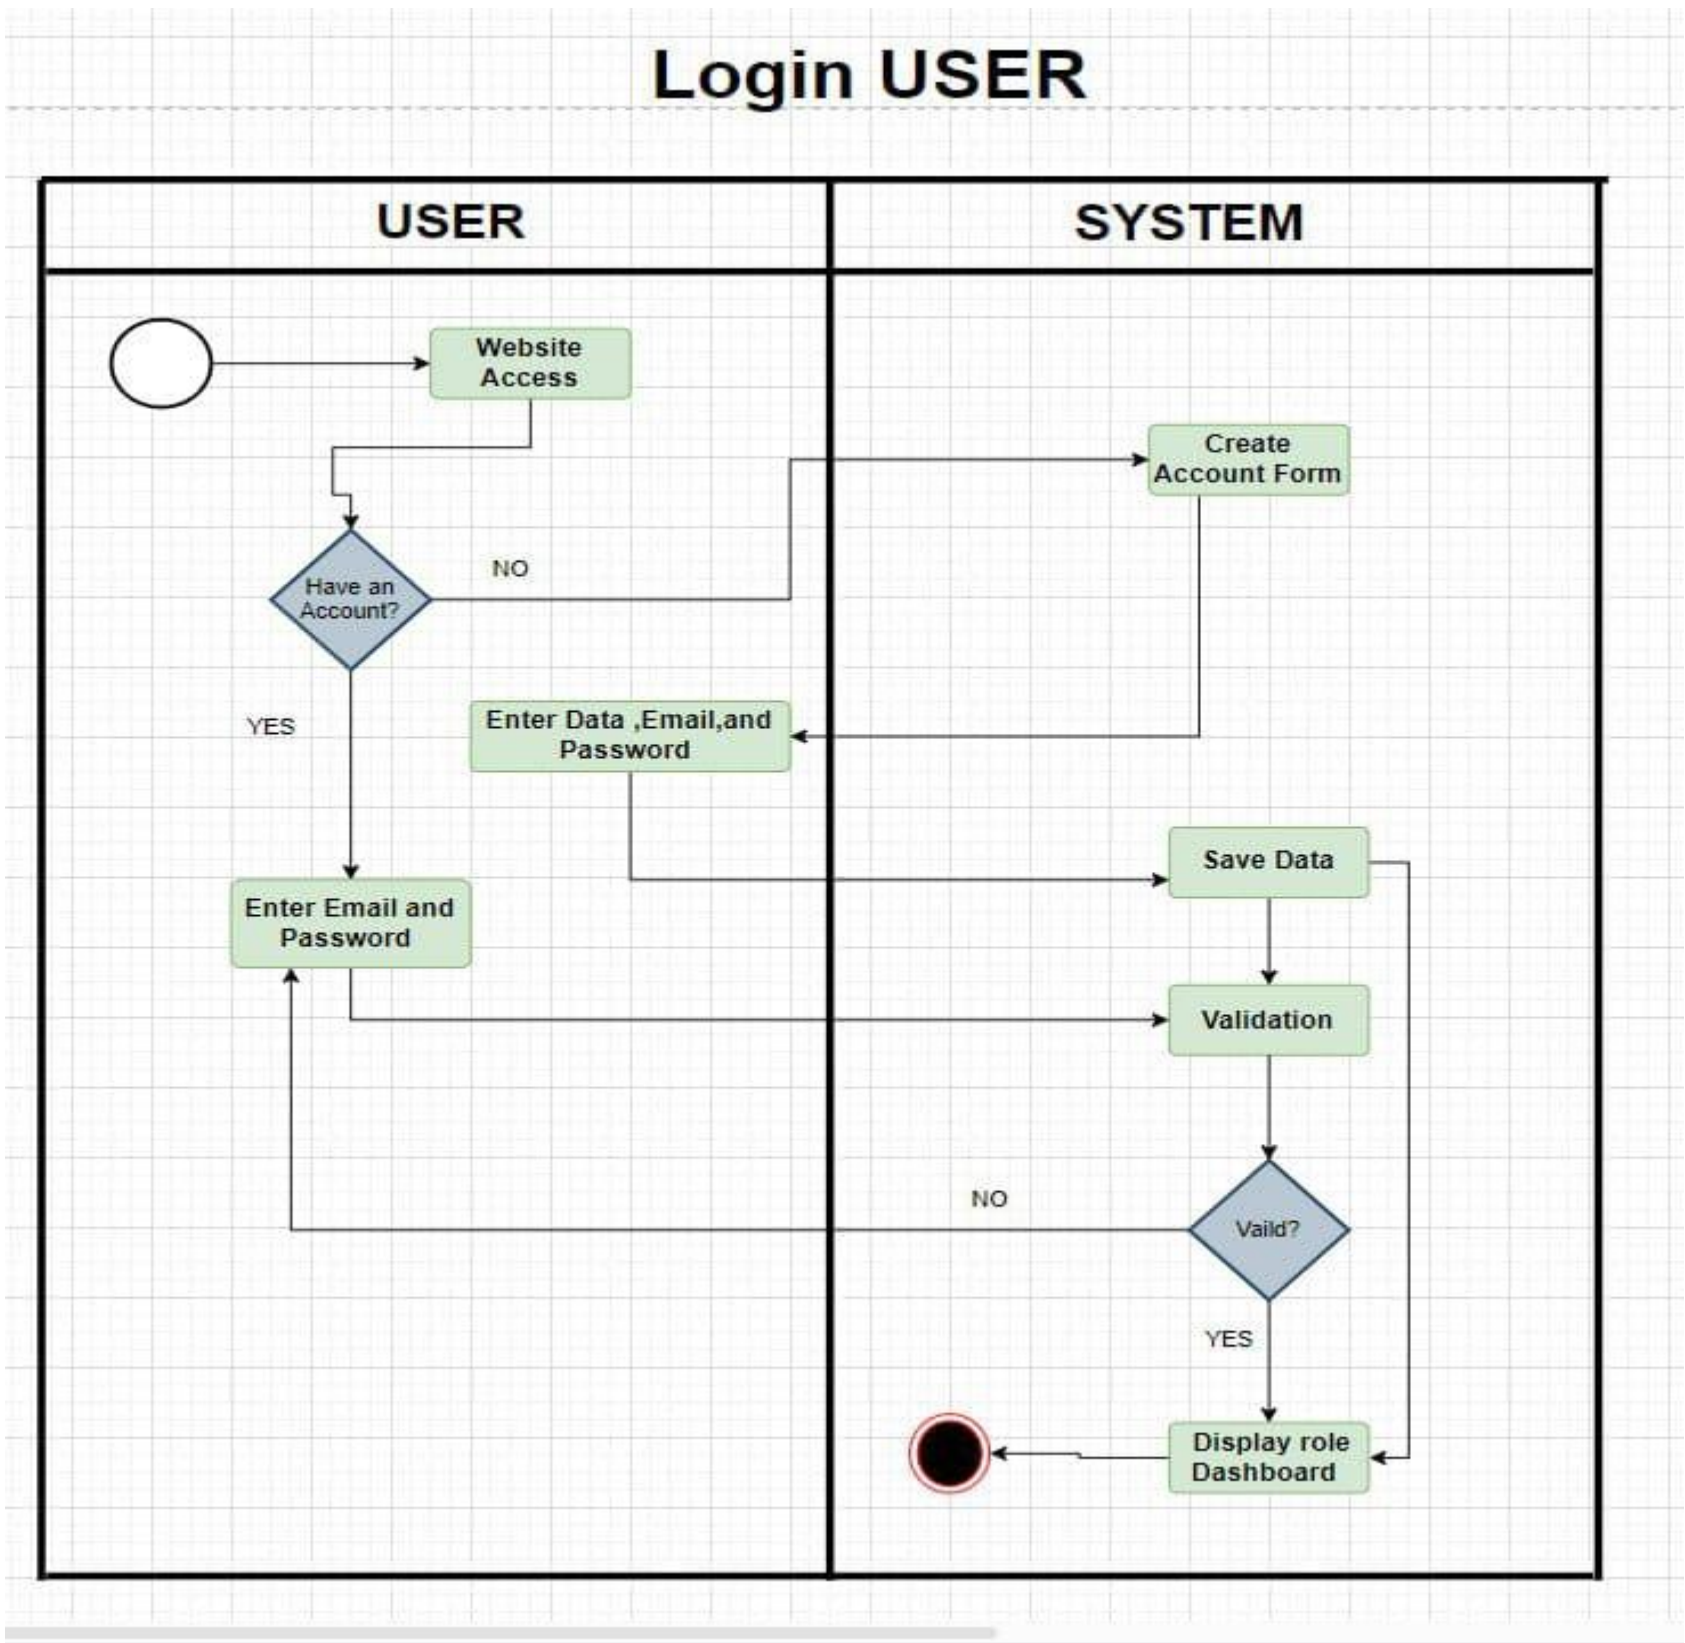 Login USER
USER
SYSTEM
Website
Access
Create
Account Form
Have an
Account?
NO
YES
Enter Data ,Email,and
Password
Save Data
Enter Email and
Password
Validation
NO
Vaild?
YES
Display role
Dashboard